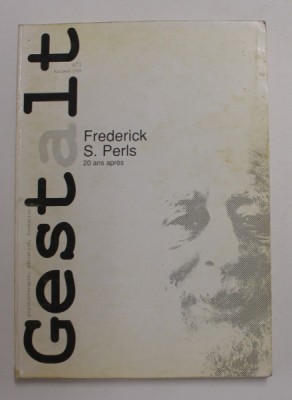 Gestalt
Frederick
S. Perls
20 ans après